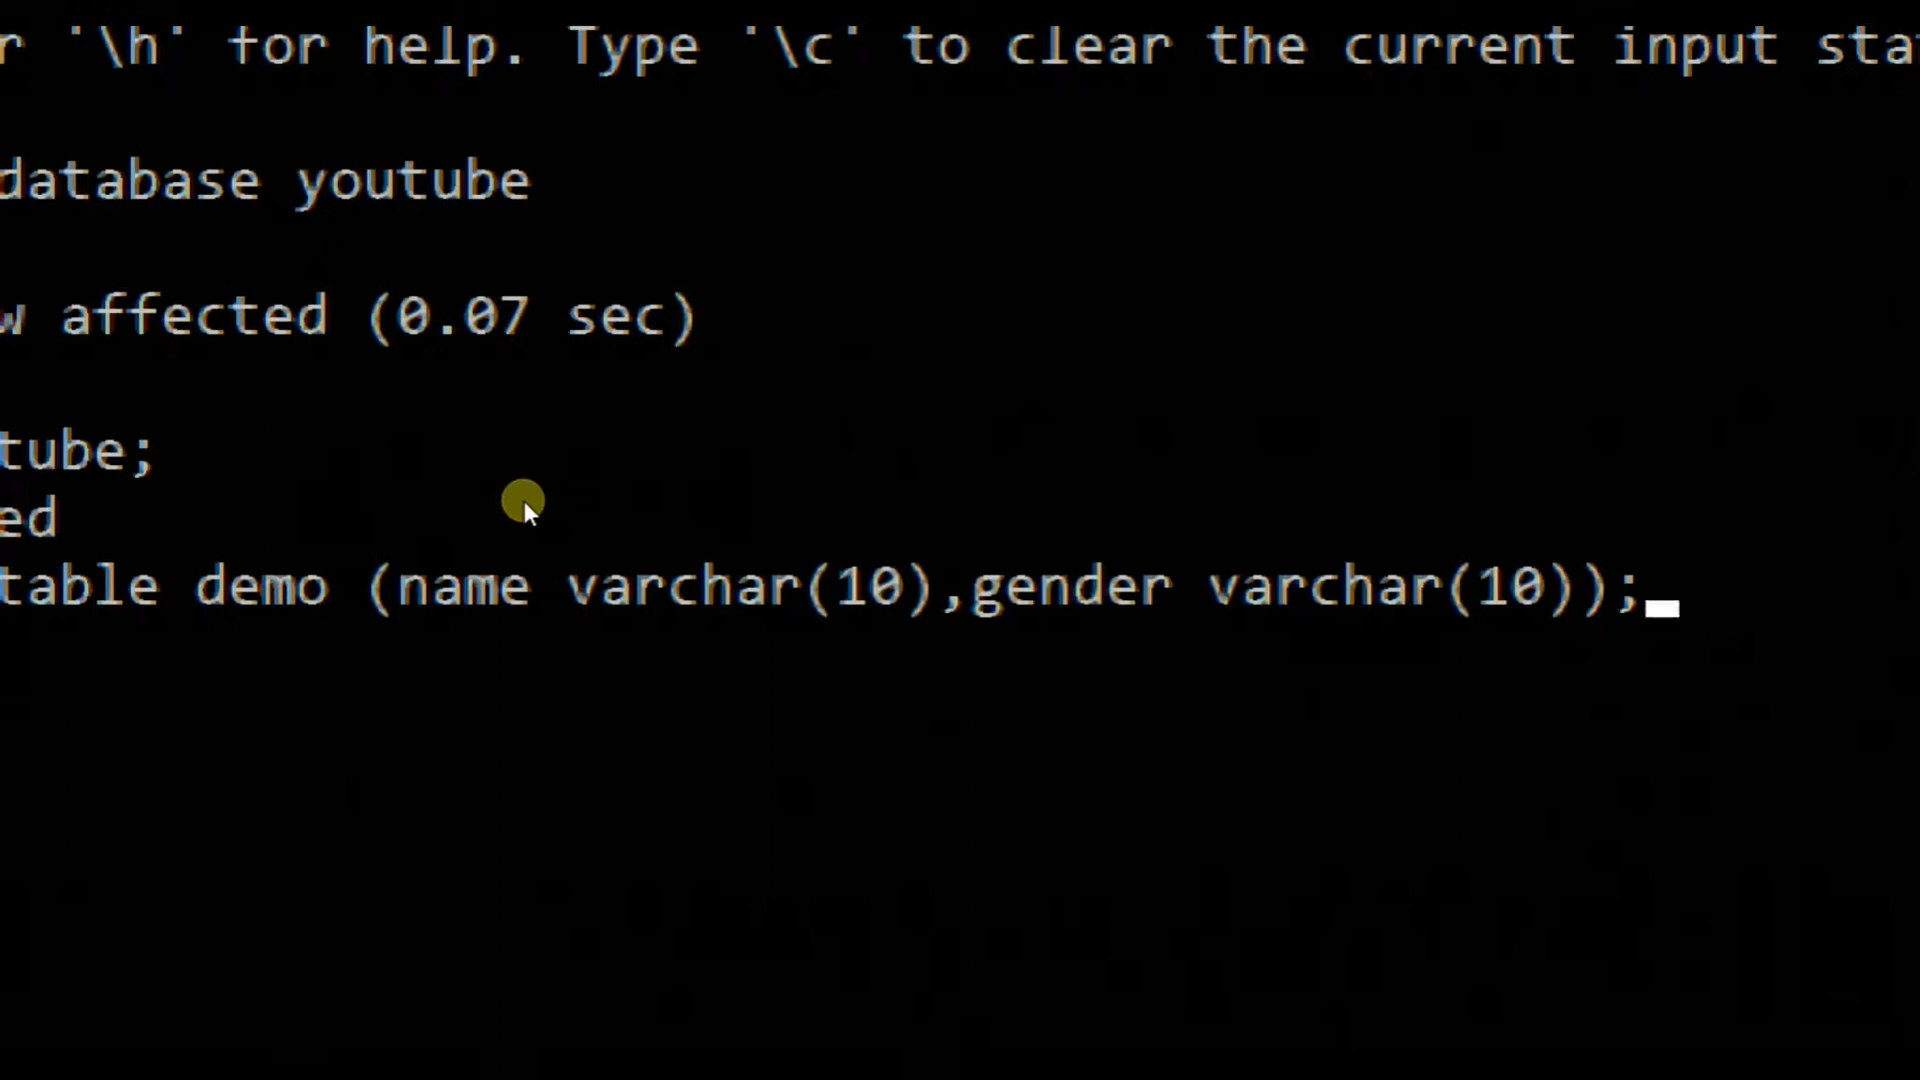 r '\h' for help. Type '\c' to clear the current input sta
database youtube
w affected (0.07 sec)
tube;
ed
table demo (name varchar(10),gender varchar(10));